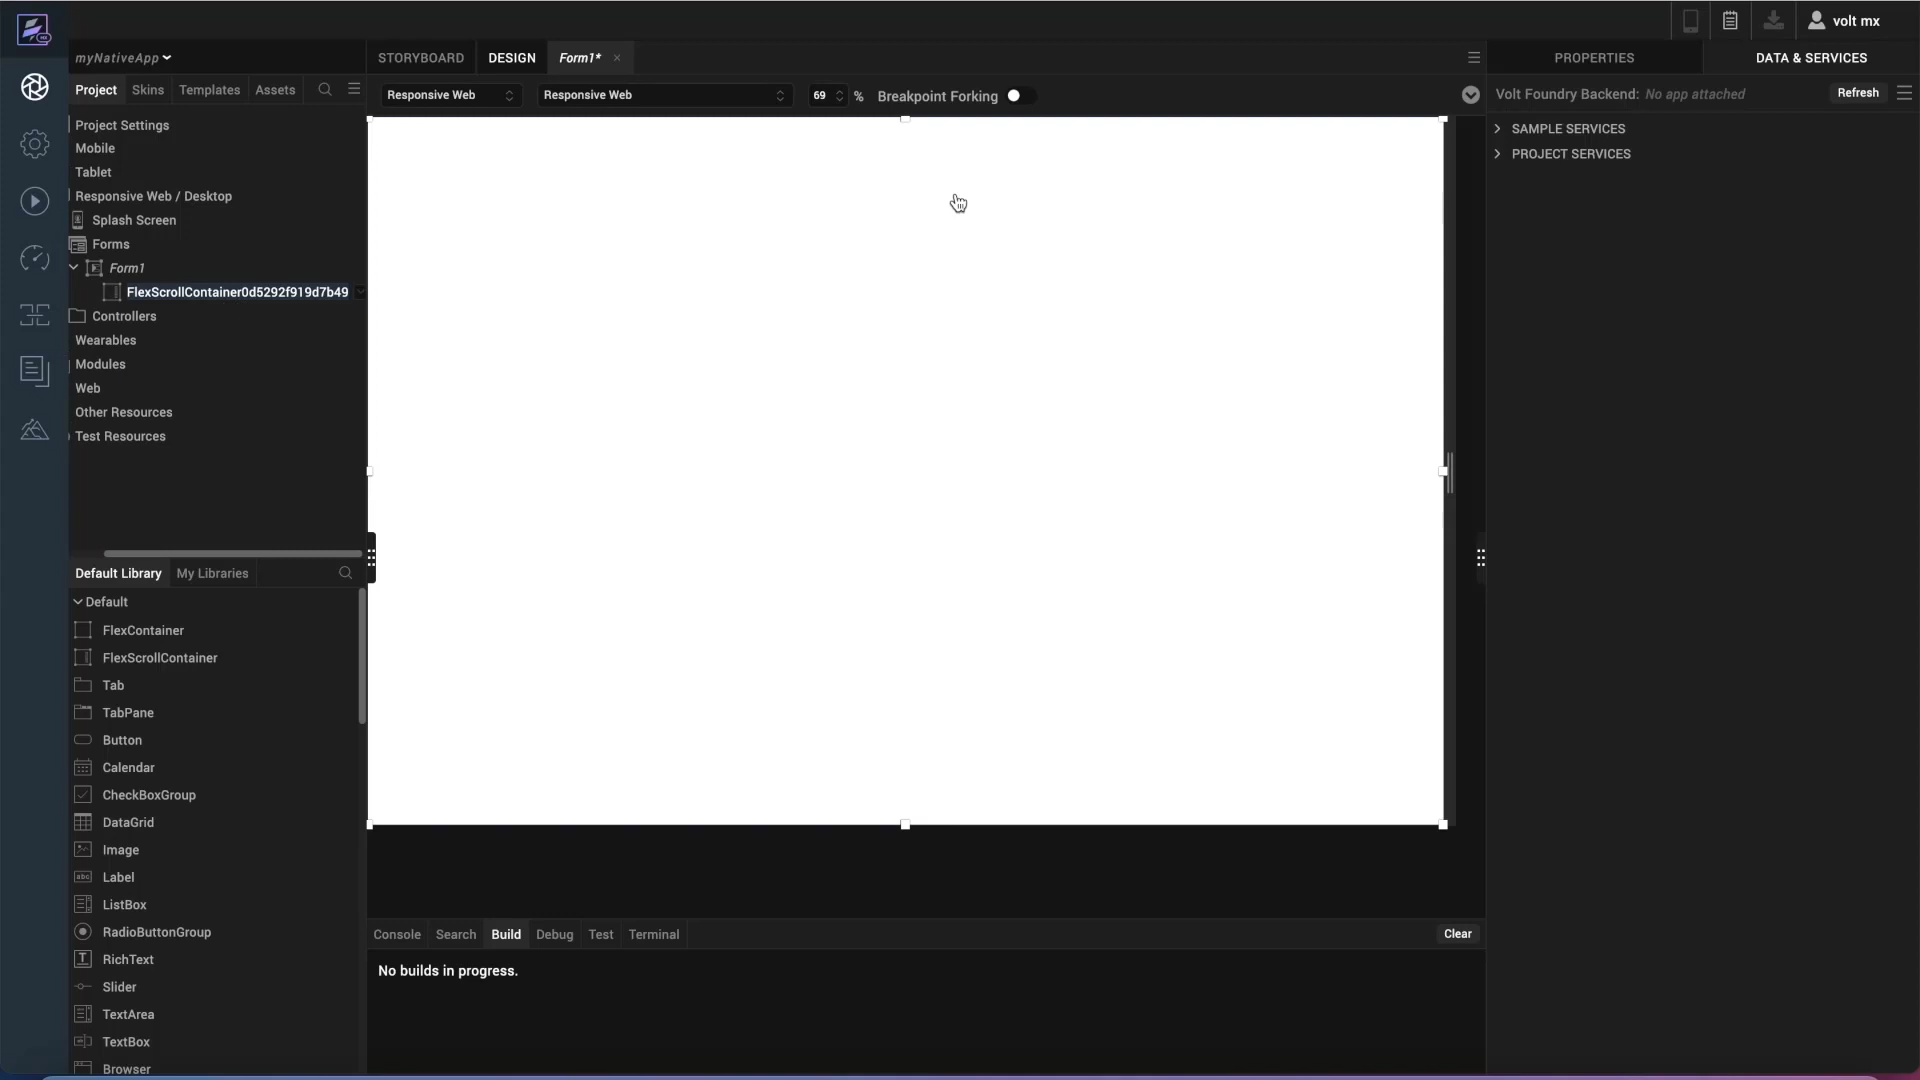 volt mx
myNativeApp
STORYBOARD
DESIGN
Form1*
PROPERTIES
DATA & SERVICES
Project
Skins
Templates
Assets
Responsive Web
Responsive Web
69
%
Breakpoint Forking
Volt Foundry Backend: No app attached
Refresh
SAMPLE SERVICES
PROJECT SERVICES
Project Settings
Mobile
Tablet
Responsive Web / Desktop
Splash Screen
Forms
Form1
FlexScrollContainer0d5292f919d7b49
Controllers
Wearables
Modules
Web
Other Resources
Test Resources
Default Library
My Libraries
Default
FlexContainer
FlexScrollContainer
Tab
TabPane
Button
Calendar
CheckBoxGroup
DataGrid
Image
Label
ListBox
RadioButtonGroup
RichText
Slider
TextArea
TextBox
Browser
Console
Search
Build
Debug
Test
Terminal
Clear
No builds in progress.